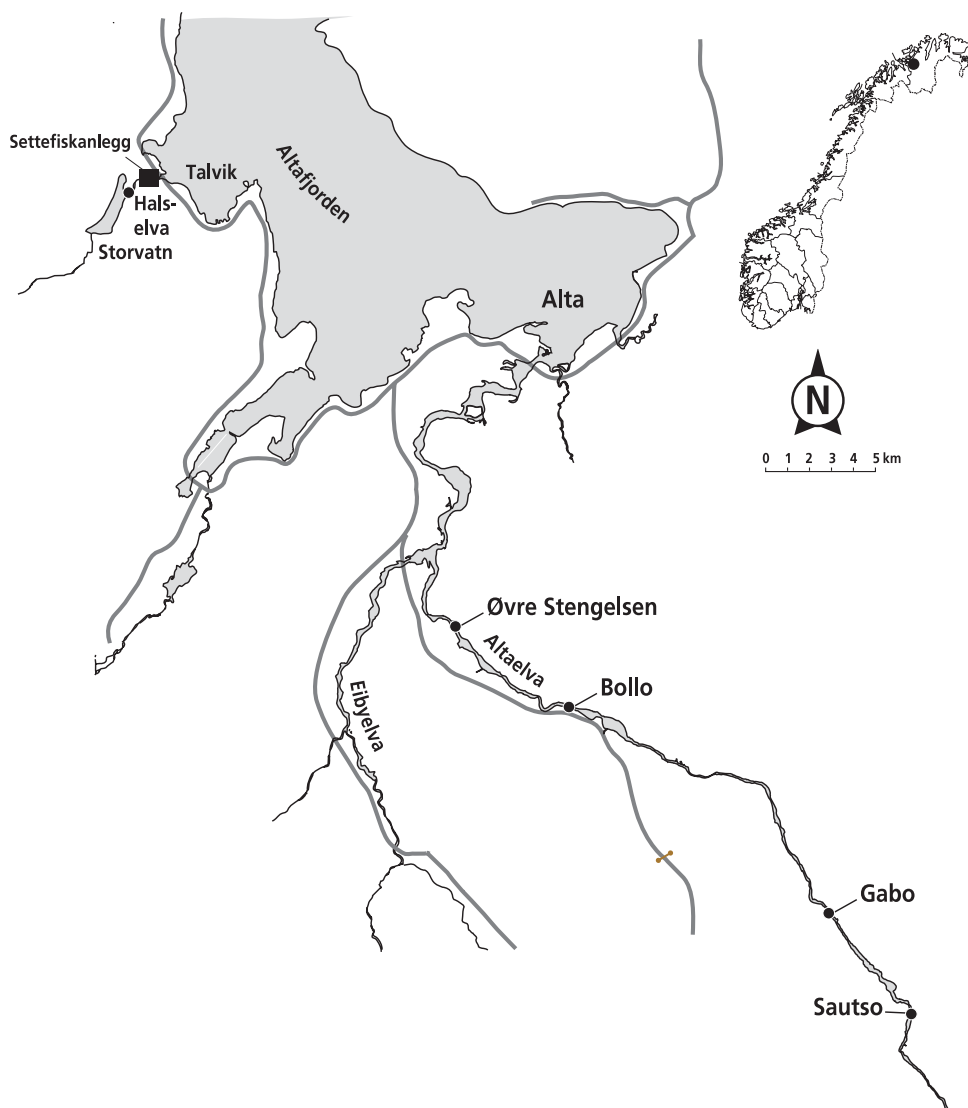 Settefiskanlegg
Talvik
Altafjorden
Hals-
elva
Storvatn
Alta
N
0 1 2 3 4 5 km
Øvre Stengelsen
Altaelva
Bollo
Eibyelva
Gabo
Sautso